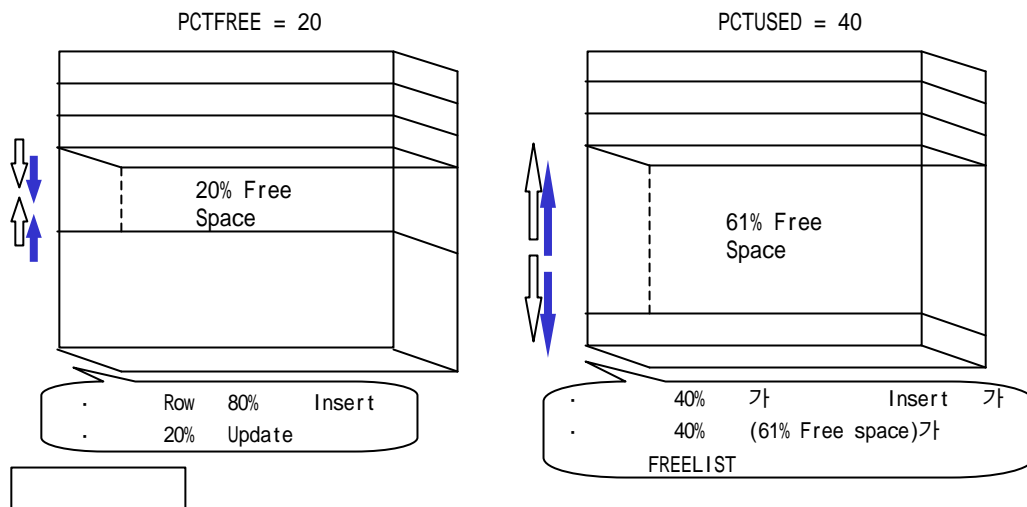 PCTFREE = 20
20% Free
Space
· Row 80% Insert
· 20% Update
PCTUSED = 40
61% Free
Space
· 40% 가 Insert 가
· 40% (61% Free space)가
FREELIST